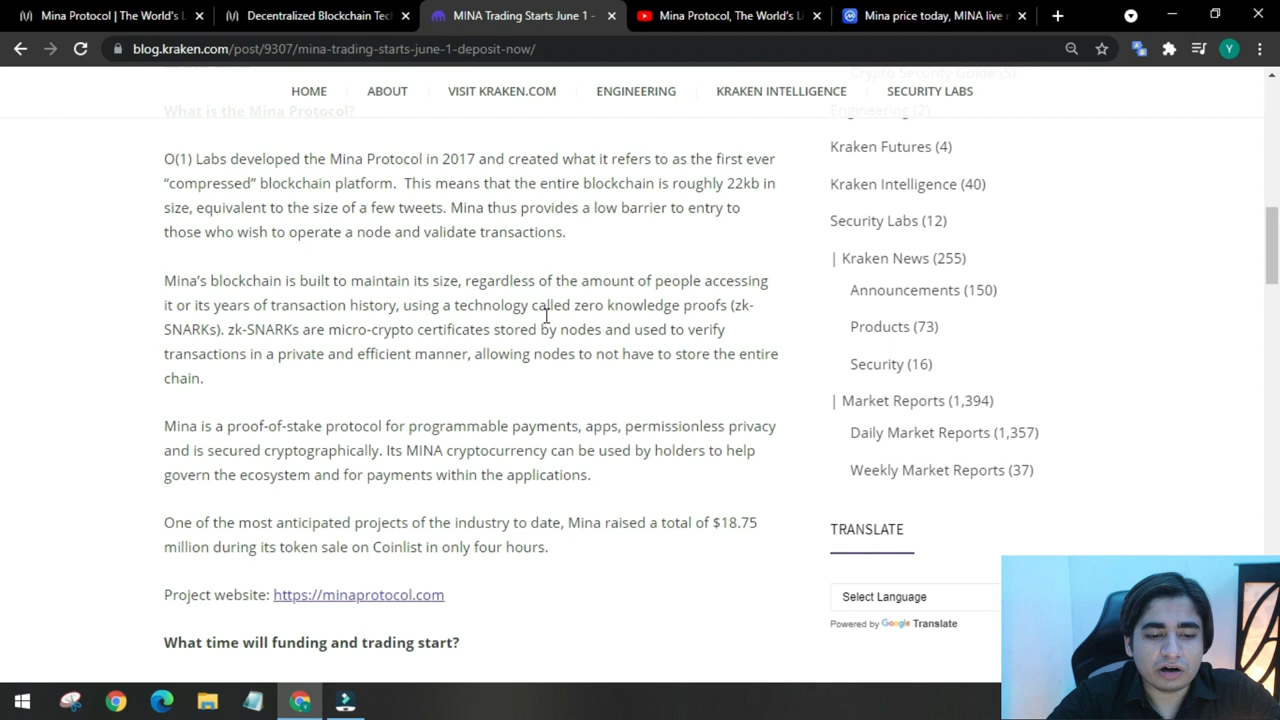 Mina Protocol | The World's L
Decentralized Blockchain Tec
MINA Trading Starts June 1 -
Mina Protocol, The World's Li
Mina price today, MINA live
blog.kraken.com/post/9307/mina-trading-starts-june-1-deposit-now/
Y
HOME
ABOUT
VISIT KRAKEN.COM
ENGINEERING
KRAKEN INTELLIGENCE
SECURITY LABS
What is the Mina Protocol?
O(1) Labs developed the Mina Protocol in 2017 and created what it refers to as the first ever
“compressed” blockchain platform. This means that the entire blockchain is roughly 22kb in
size, equivalent to the size of a few tweets. Mina thus provides a low barrier to entry to
those who wish to operate a node and validate transactions.
Mina’s blockchain is built to maintain its size, regardless of the amount of people accessing
it or its years of transaction history, using a technology called zero knowledge proofs (zk-
SNARKs). zk-SNARKs are micro-crypto certificates stored by nodes and used to verify
transactions in a private and efficient manner, allowing nodes to not have to store the entire
chain.
Mina is a proof-of-stake protocol for programmable payments, apps, permissionless privacy
and is secured cryptographically. Its MINA cryptocurrency can be used by holders to help
govern the ecosystem and for payments within the applications.
One of the most anticipated projects of the industry to date, Mina raised a total of $18.75
million during its token sale on Coinlist in only four hours.
Project website: https://minaprotocol.com
What time will funding and trading start?
Crypto Security Guide (5)
Engineering (2)
Kraken Futures (4)
Kraken Intelligence (40)
Security Labs (12)
| Kraken News (255)
Announcements (150)
Products (73)
Security (16)
| Market Reports (1,394)
Daily Market Reports (1,357)
Weekly Market Reports (37)
TRANSLATE
Select Language
Powered by Google Translate